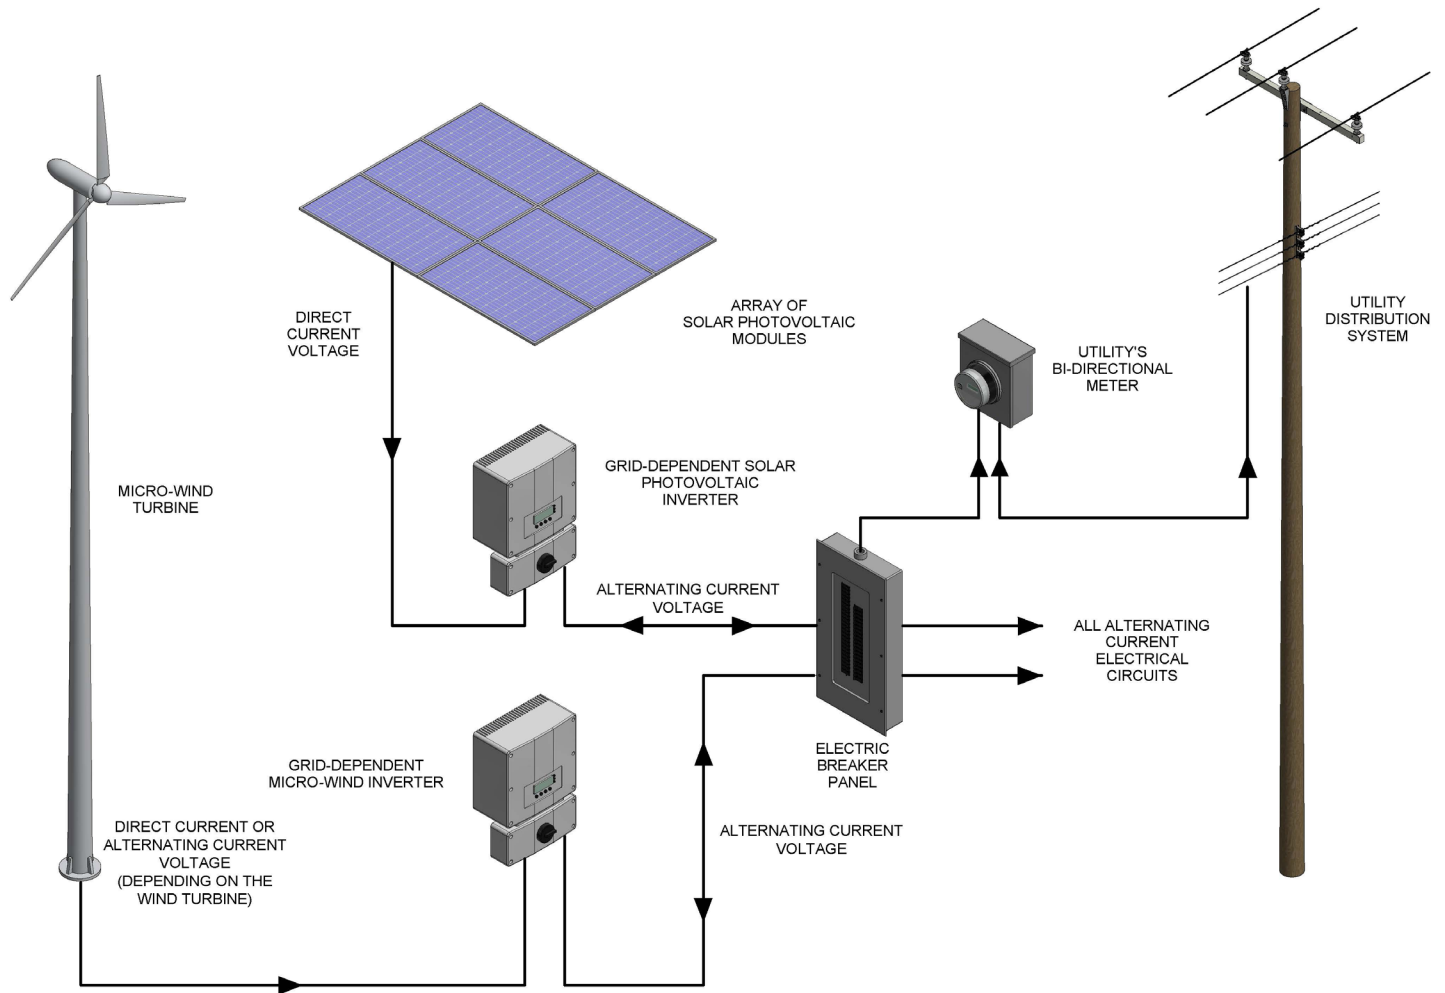 DIRECT
CURRENT
VOLTAGE
ARRAY OF
SOLAR PHOTOVOLTAIC
MODULES
UTILITY
DISTRIBUTION
SYSTEM
UTILITY'S
BI-DIRECTIONAL
METER
MICRO-WIND
TURBINE
GRID-DEPENDENT SOLAR
PHOTOVOLTAIC
INVERTER
ALTERNATING CURRENT
VOLTAGE
ALL ALTERNATING
CURRENT
ELECTRICAL
CIRCUITS
GRID-DEPENDENT
MICRO-WIND INVERTER
ELECTRIC
BREAKER
PANEL
DIRECT CURRENT OR
ALTERNATING CURRENT
VOLTAGE
(DEPENDING ON THE
WIND TURBINE)
ALTERNATING CURRENT
VOLTAGE